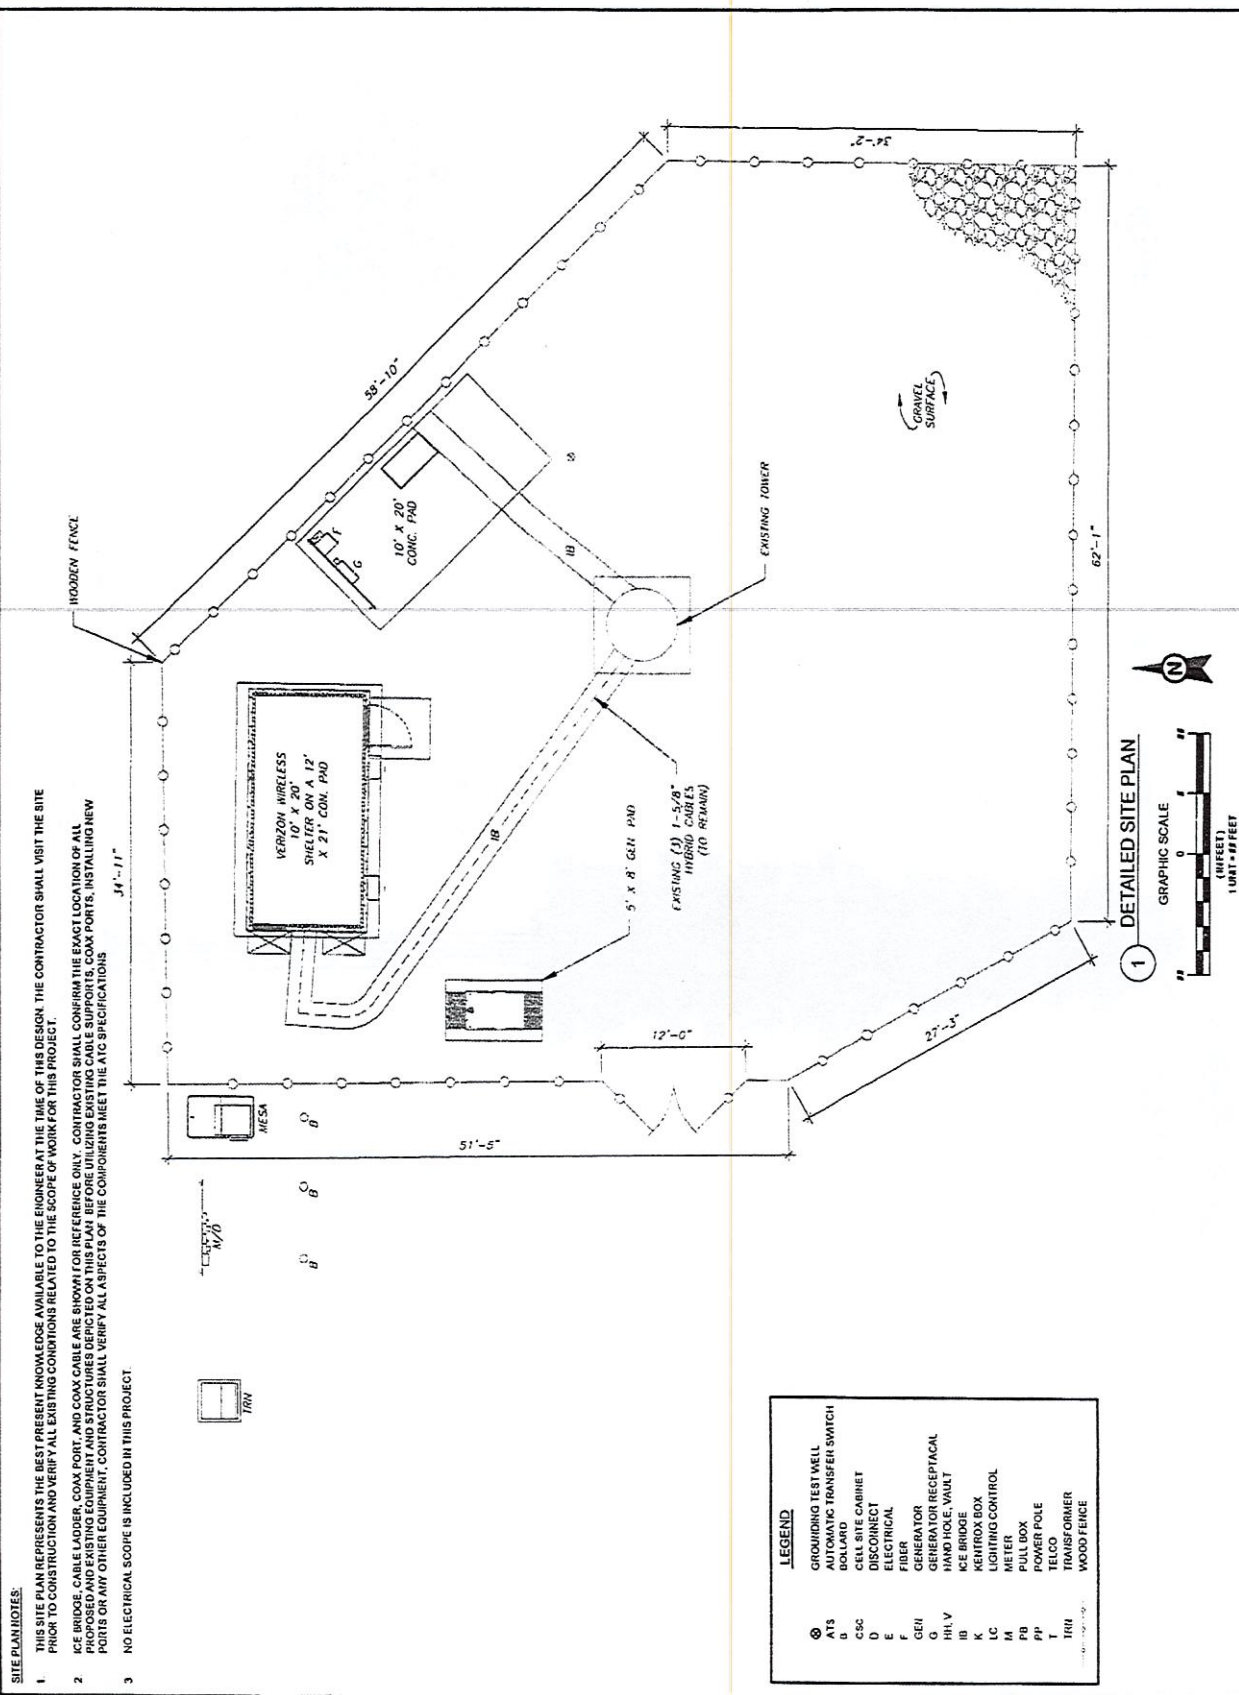 SITE PLAN NOTES:
1. THIS SITE PLAN REPRESENTS THE BEST PRESENT KNOWLEDGE AVAILABLE TO THE ENGINEER AT THE TIME OF THIS DESIGN. THE CONTRACTOR SHALL VISIT THE SITE
PRIOR TO CONSTRUCTION AND VERIFY ALL EXISTING CONDITIONS RELATED TO THE SCOPE OF WORK FOR THIS PROJECT.
2. ICE BRIDGE, CABLE LADDER, COAX PORT, AND COAX CABLE ARE SHOWN FOR REFERENCE ONLY. CONTRACTOR SHALL CONFIRM THE EXACT LOCATION OF ALL
PROPOSED AND EXISTING EQUIPMENT AND STRUCTURES DEPICTED ON THIS PLAN. BEFORE UTILIZING EXISTING CABLE SUPPORTS, COAX PORTS, INSTALLING NEW
PORTS OR ANY OTHER EQUIPMENT, CONTRACTOR SHALL VERIFY ALL ASPECTS OF THE COMPONENTS MEET THE ATC SPECIFICATIONS
3 NO ELECTRICAL SCOPE IS INCLUDED IN THIS PROJECT.
34'-11"
WOODEN FENCE
58'-10"
34'-2"
VERIZON WIRELESS
10' X 20'
SHELTER ON A 12'
X 21' CON. PAD
10' X 20'
CONC. PAD
F
G
IB
IB
MESA
B
B
B
M/D
TRN
51'-5"
12'-0"
5' X 8' GEN PAD
EXISTING (3) 1-5/8"
HYBRID CABLES
(TO REMAIN)
EXISTING TOWER
GRAVEL
SURFACE
27'-3"
62'-1"
LEGEND
⊗ GROUNDING TEST WELL
ATS AUTOMATIC TRANSFER SWITCH
B BOLLARD
CSC CELL SITE CABINET
D DISCONNECT
E ELECTRICAL
F FIBER
GEN GENERATOR
G GENERATOR RECEPTACAL
HH, V HAND HOLE, VAULT
IB ICE BRIDGE
K KENTROX BOX
LC LIGHTING CONTROL
M METER
PB PULL BOX
PP POWER POLE
T TELCO
TRN TRANSFORMER
WOOD FENCE
1 DETAILED SITE PLAN
N
GRAPHIC SCALE
## # 0 # ##
(IN FEET)
1 UNIT = ## FEET